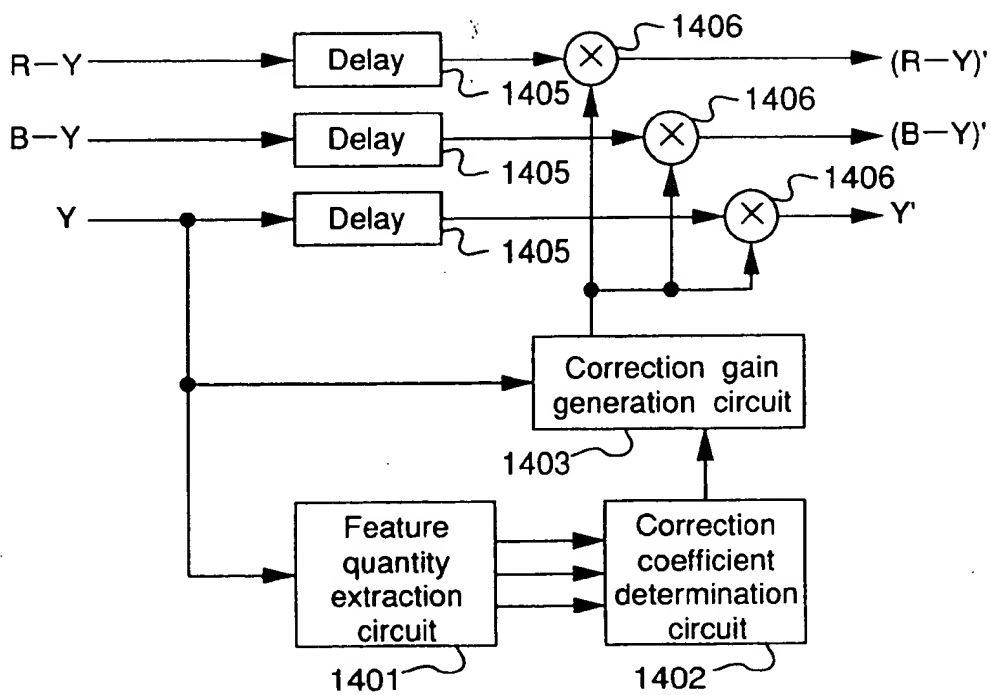 1406
R-Y Delay × (R-Y)'
1405
1406
B-Y Delay × (B-Y)'
1405
1406
Y Delay × Y'
1405
Correction gain
generation circuit
1403
Feature
quantity
extraction
circuit
1401
Correction
coefficient
determination
circuit
1402